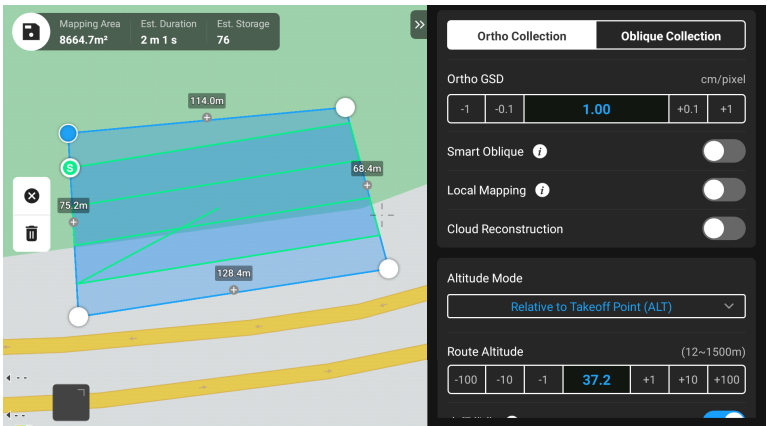 Mapping Area
Est. Duration
Est. Storage
8664.7m²
2 m 1 s
76
114.0m
S
68.4m
75.2m
128.4m
Ortho Collection
Oblique Collection
Ortho GSD
cm/pixel
-1
-0.1
1.00
+0.1
+1
Smart Oblique
Local Mapping
Cloud Reconstruction
Altitude Mode
Relative to Takeoff Point (ALT)
Route Altitude
(12~1500m)
-100
-10
-1
37.2
+1
+10
+100